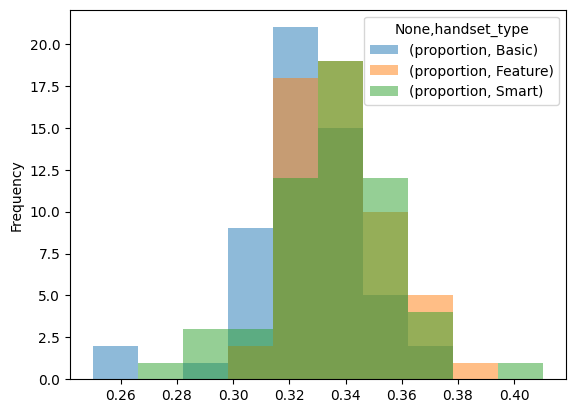 None,handset_type
(proportion, Basic)
(proportion, Feature)
(proportion, Smart)
Frequency
20.0
17.5
15.0
12.5
10.0
7.5
5.0
2.5
0.0
0.26 0.28 0.30 0.32 0.34 0.36 0.38 0.40